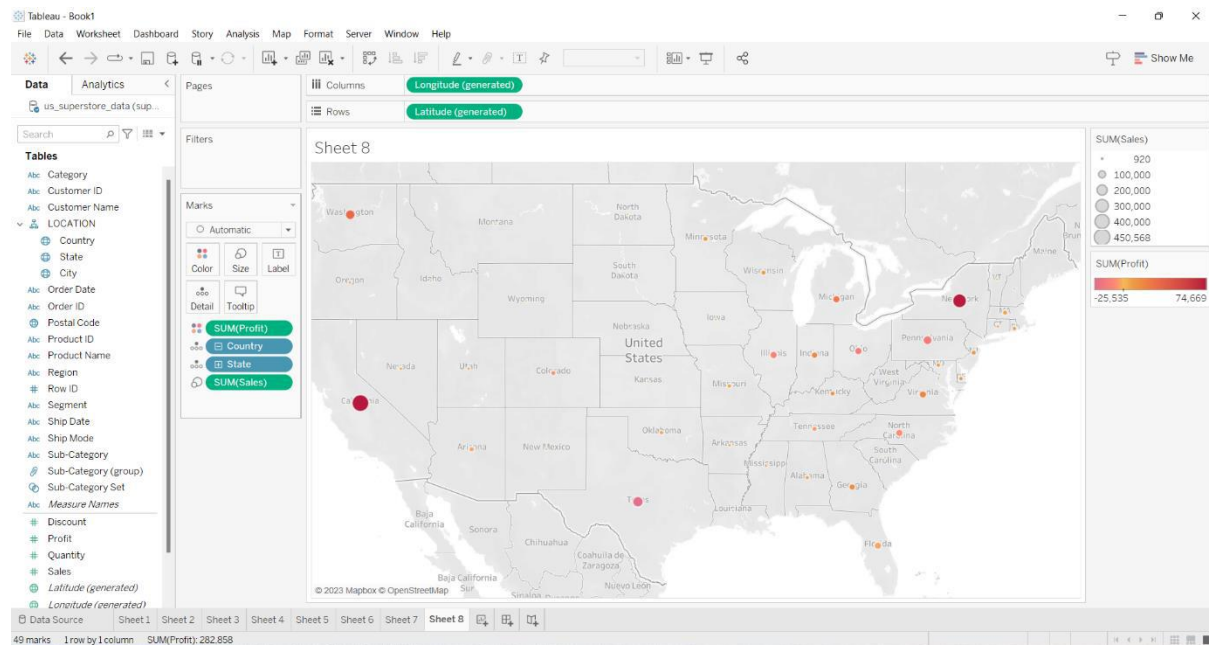 Tableau - Book1
File Data Worksheet Dashboard Story Analysis Map Format Server Window Help
Show Me
Data Analytics
us_superstore_data (sup...
Search
Tables
Abc Category
Abc Customer ID
Abc Customer Name
LOCATION
Country
State
City
Abc Order Date
Abc Order ID
Postal Code
Abc Product ID
Abc Product Name
Abc Region
# Row ID
Abc Segment
Abc Ship Date
Abc Ship Mode
Abc Sub-Category
Sub-Category (group)
Sub-Category Set
Abc Measure Names
# Discount
# Profit
# Quantity
# Sales
Latitude (generated)
Longitude (generated)
Pages
Filters
Marks
Automatic
Color Size Label
Detail Tooltip
SUM(Profit)
Country
State
SUM(Sales)
Columns Longitude (generated)
Rows Latitude (generated)
Sheet 8
Washington
Montana
North Dakota
Minnesota
Maine
Oregon
Idaho
South Dakota
Wisconsin
Michigan
New York
VT
Wyoming
Iowa
Nebraska
United States
Pennsylvania
Nevada
Utah
Colorado
Kansas
Illinois
Indiana
Ohio
West Virginia
Virginia
Missouri
Kentucky
California
Oklahoma
Tennessee
North Carolina
Arizona
New Mexico
Arkansas
South Carolina
Mississippi
Alabama
Georgia
Texas
Louisiana
Baja California
Sonora
Chihuahua
Coahuila de Zaragoza
Florida
Baja California Sur
Sinaloa
Nuevo León
© 2023 Mapbox © OpenStreetMap
SUM(Sales)
920
100,000
200,000
300,000
400,000
450,568
SUM(Profit)
-25,535 74,669
Data Source Sheet 1 Sheet 2 Sheet 3 Sheet 4 Sheet 5 Sheet 6 Sheet 7 Sheet 8
49 marks 1 row by 1 column SUM(Profit): 282,858